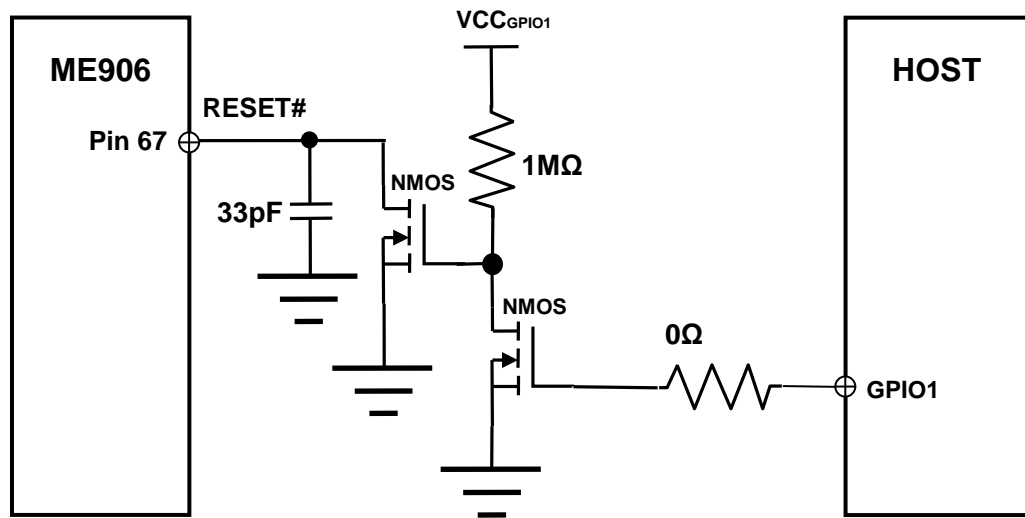 VCCGPIO1
ME906
HOST
RESET#
Pin 67
1MΩ
NMOS
33pF
NMOS
0Ω
GPIO1